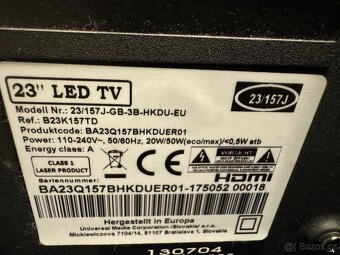 23" LED TV
23/157J
Modell Nr.: 23/157J-GB-3B-HKDU-EU
Ref.: B23K157TD
Produktcode: BA23Q157BHKDUER01
Power: 110-240V~, 50/60Hz, 20W/50W(eco/max)</<0,5W stb
Energy class: A
CLASS 1
LASER PRODUCT
HDMI
Seriennummer:
BA23Q157BHKDUER01-175052 00018
Hergestellt in Europa
Universal Media Corporation /Slovakia/ s.r.o.
Mickiewiczova 7104/14, 81107 Bratislava 1, Slovakia
130704